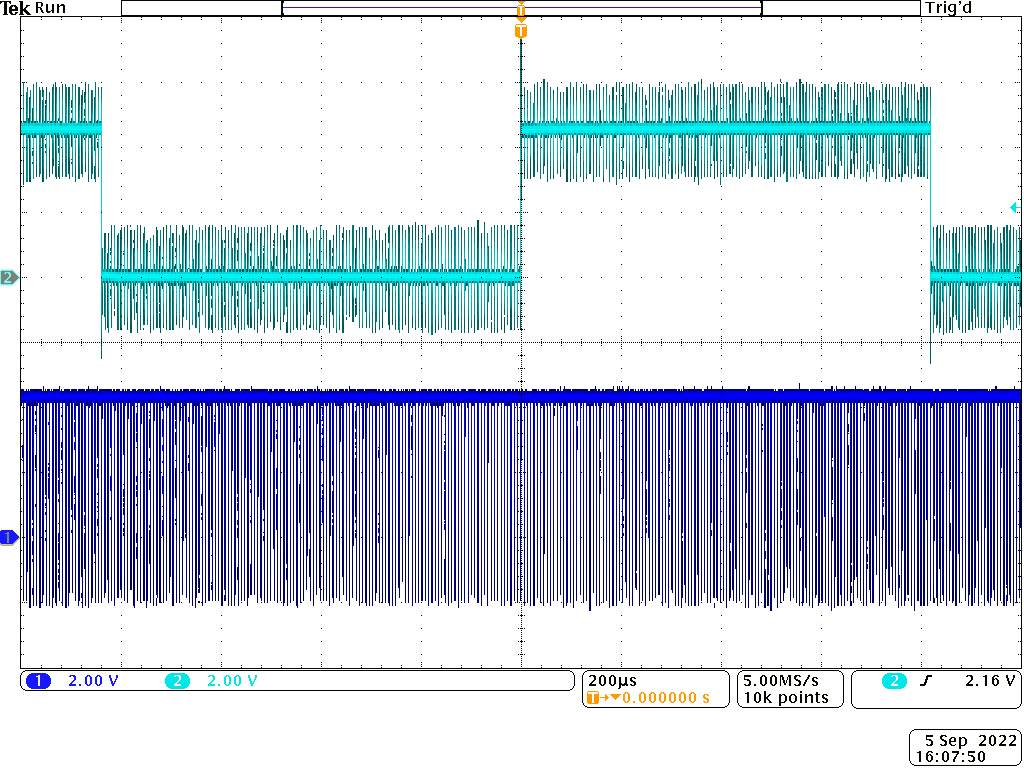 Tek Run Trig'd
T
T
2
1
1 2.00 V 2 2.00 V 200µs 5.00MS/s 2 2.16 V
T 0.000000 s 10k points
5 Sep 2022
16:07:50